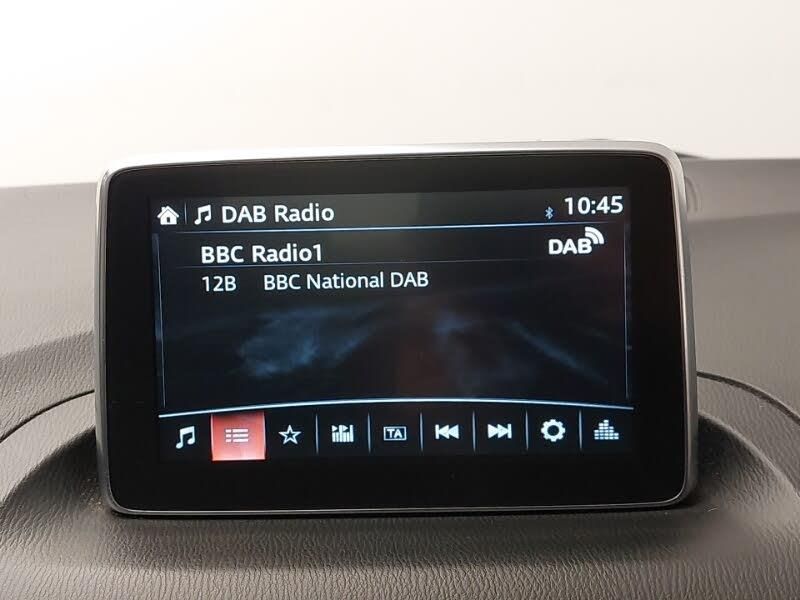 DAB Radio 10:45
BBC Radio1 DAB
12B BBC National DAB
TA